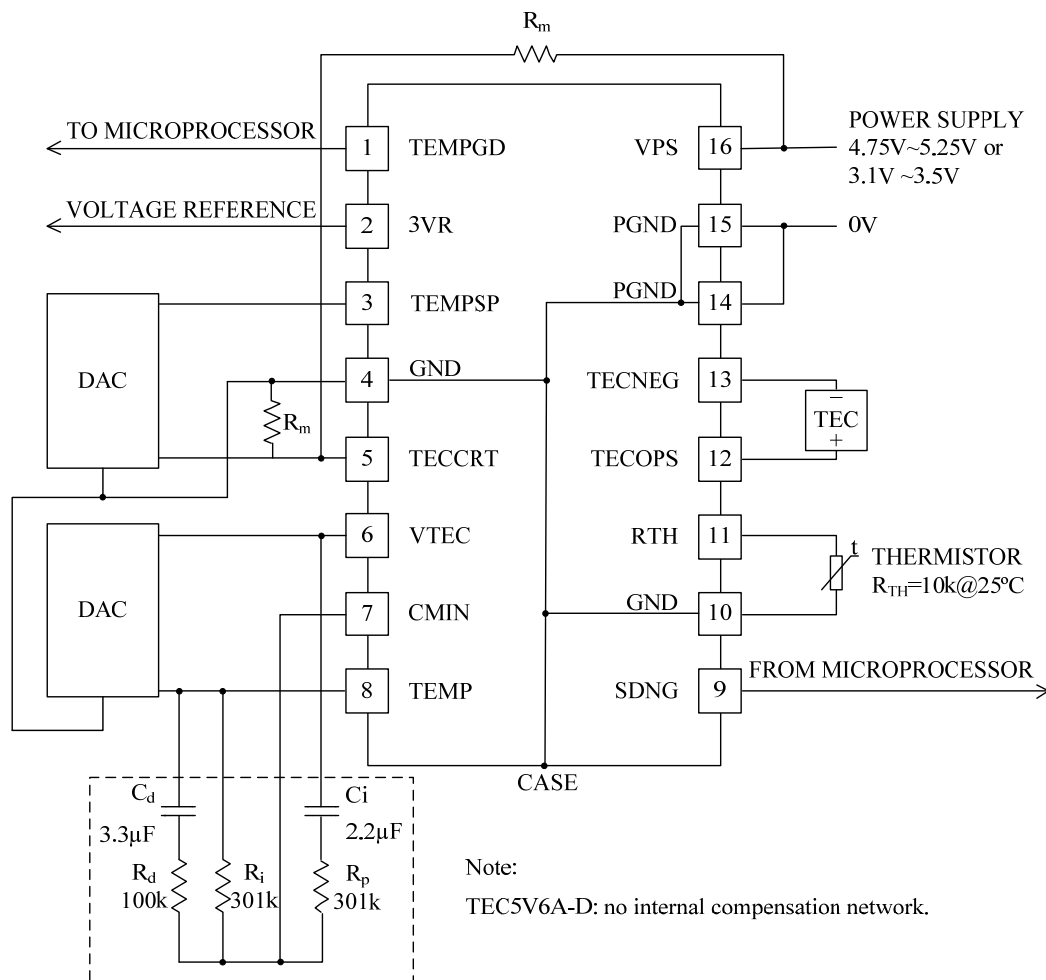 Rm
TO MICROPROCESSOR
1
TEMPGD
VPS
16
POWER SUPPLY
4.75V~5.25V or
3.1V ~3.5V
VOLTAGE REFERENCE
2
3VR
PGND
15
0V
3
TEMPSP
PGND
14
DAC
4
GND
TECNEG
13
−
TEC
+
Rm
5
TECCRT
TECOPS
12
6
VTEC
RTH
11
t
THERMISTOR
RTH=10k@25ºC
DAC
7
CMIN
GND
10
8
TEMP
SDNG
9
FROM MICROPROCESSOR
CASE
Cd
3.3µF
Ci
2.2µF
Rd
100k
Ri
301k
Rp
301k
Note:
TEC5V6A-D: no internal compensation network.